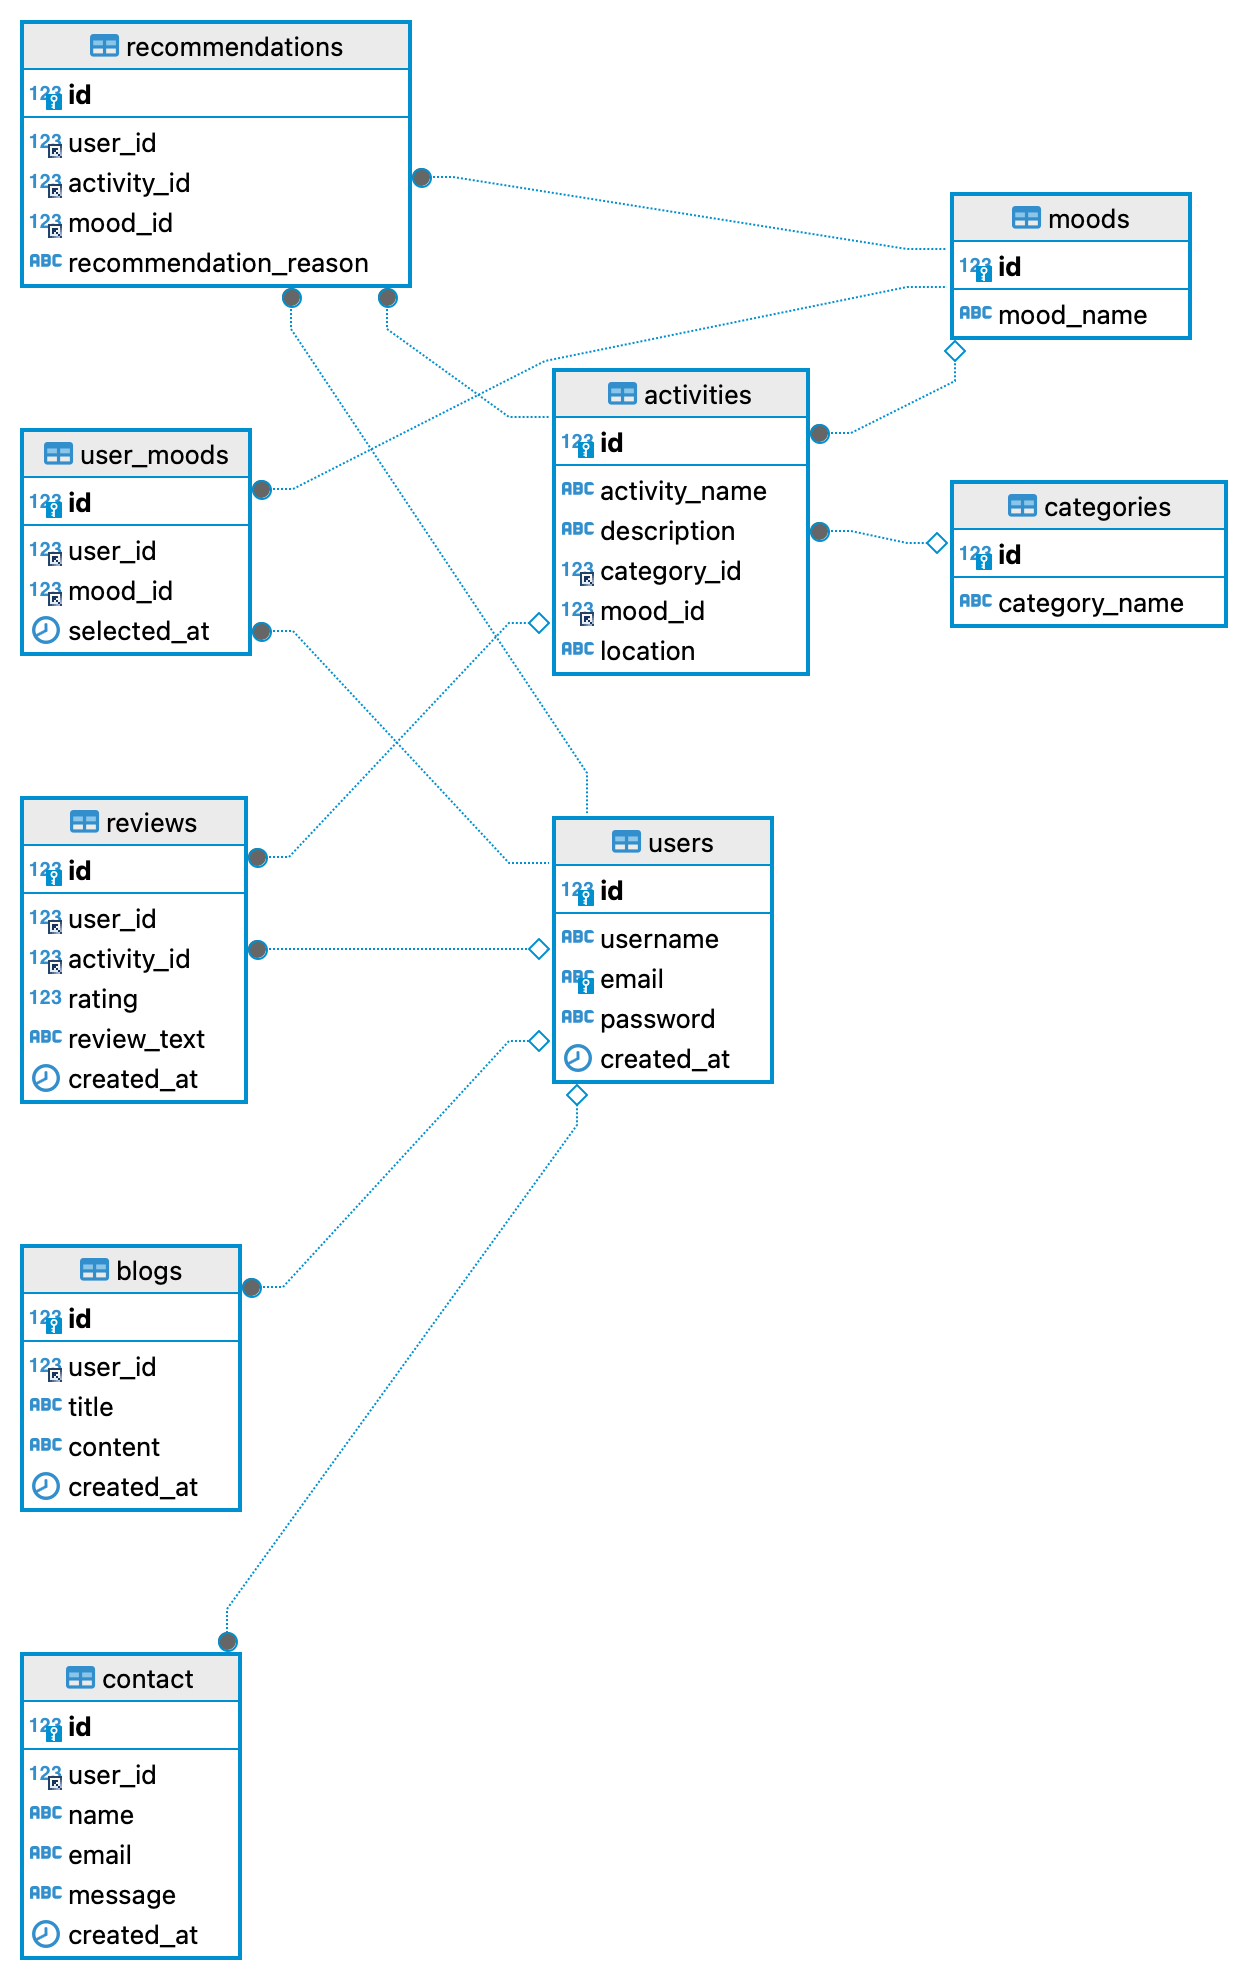 recommendations
123 id
123 user_id
123 activity_id
123 mood_id
ABC recommendation_reason
moods
123 id
ABC mood_name
activities
123 id
ABC activity_name
ABC description
123 category_id
123 mood_id
ABC location
categories
123 id
ABC category_name
user_moods
123 id
123 user_id
123 mood_id
selected_at
reviews
123 id
123 user_id
123 activity_id
123 rating
ABC review_text
created_at
users
123 id
ABC username
ABC email
ABC password
created_at
blogs
123 id
123 user_id
ABC title
ABC content
created_at
contact
123 id
123 user_id
ABC name
ABC email
ABC message
created_at